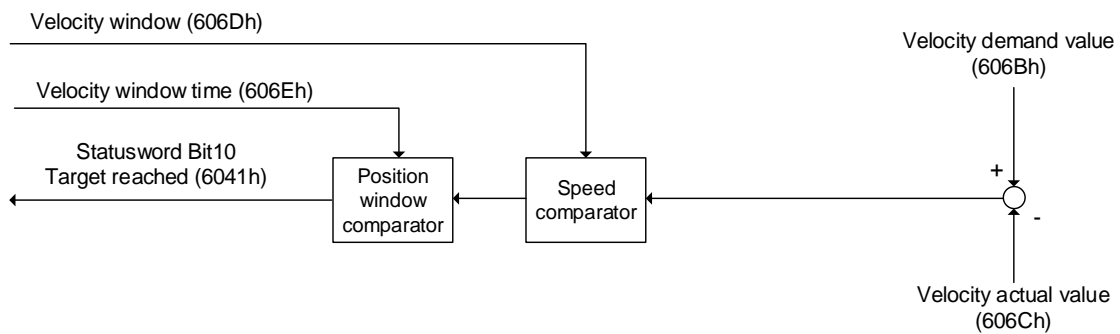 Velocity window (606Dh)
Velocity demand value
(606Bh)
Velocity window time (606Eh)
Statusword Bit10
Target reached (6041h)
Position
window
comparator
Speed
comparator
+
-
Velocity actual value
(606Ch)